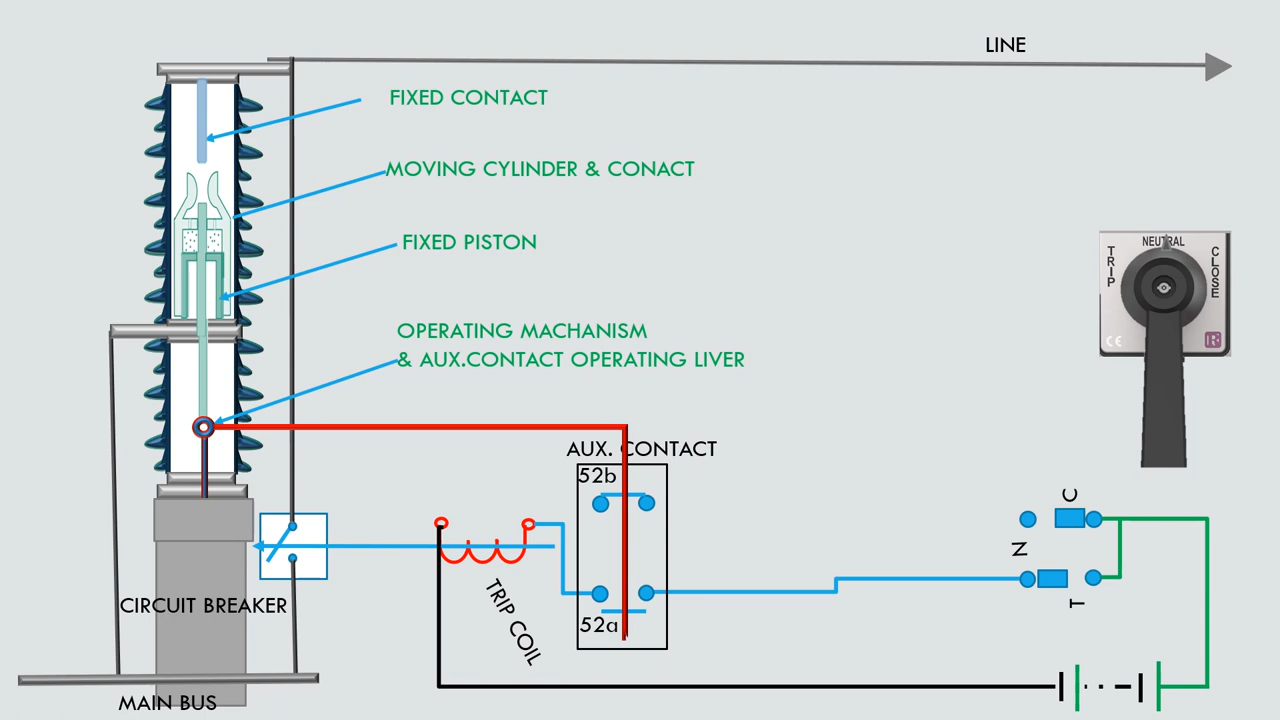 LINE
FIXED CONTACT
MOVING CYLINDER & CONACT
FIXED PISTON
OPERATING MACHANISM
& AUX.CONTACT OPERATING LIVER
NEUTRAL
TRIP
CLOSE
CE
R
AUX. CONTACT
52b
C
N
T
TRIP COIL
52a
CIRCUIT BREAKER
MAIN BUS